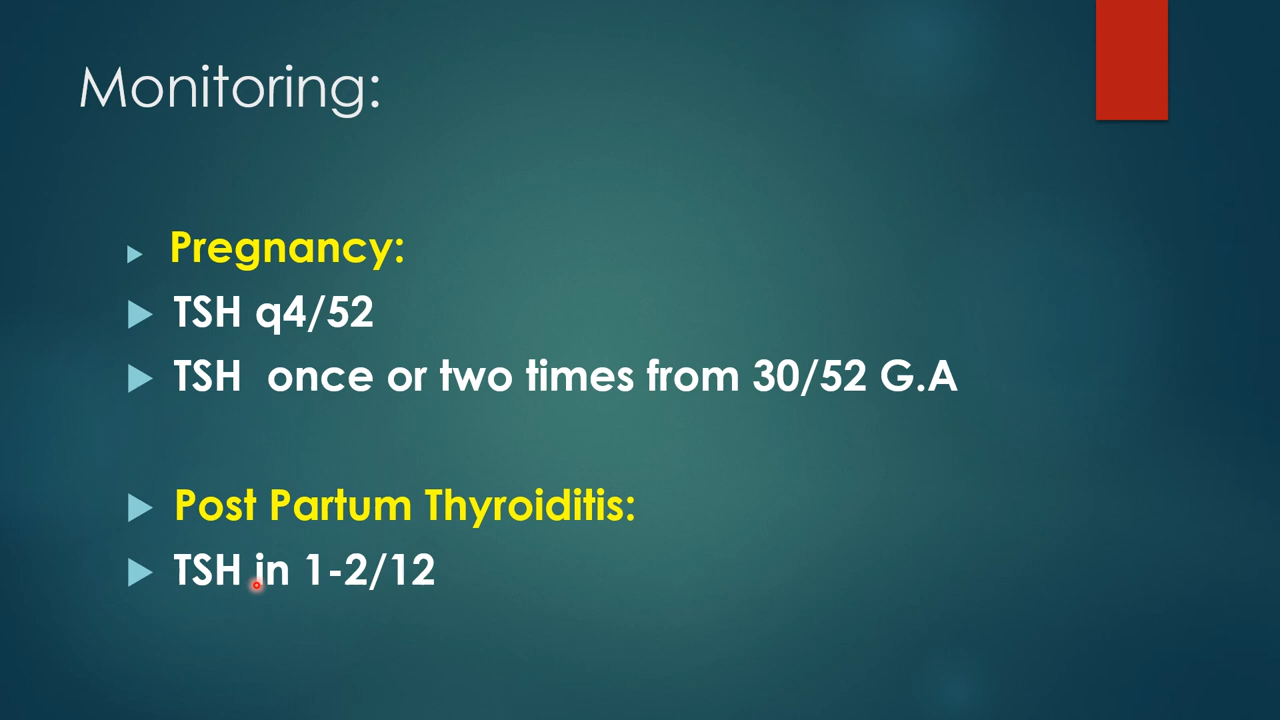 Monitoring:
Pregnancy:
TSH q4/52
TSH once or two times from 30/52 G.A
Post Partum Thyroiditis:
TSH in 1-2/12